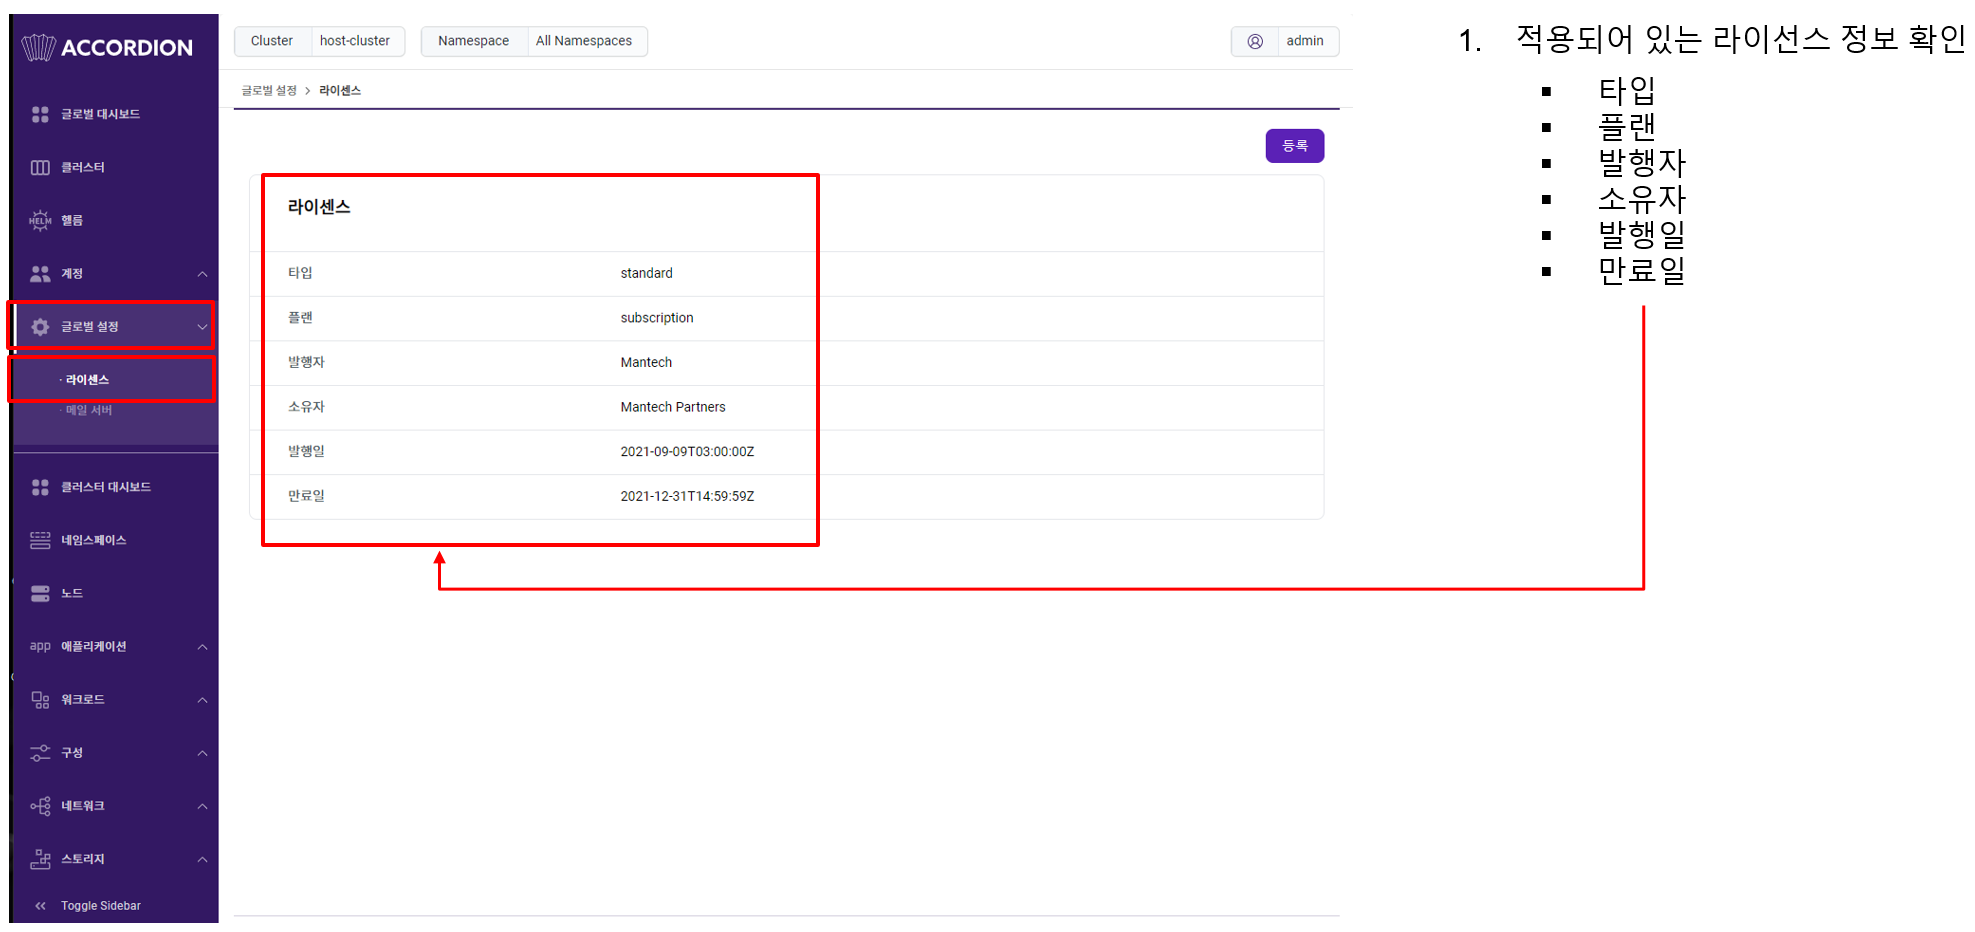 ACCORDION
글로벌 대시보드
클러스터
HELM 헬름
계정
글로벌 설정
· 라이센스
· 메일 서버
클러스터 대시보드
네임스페이스
노드
app 애플리케이션
워크로드
구성
네트워크
스토리지
Toggle Sidebar
Cluster host-cluster Namespace All Namespaces admin
글로벌 설정 > 라이센스
등록
라이센스
타입 standard
플랜 subscription
발행자 Mantech
소유자 Mantech Partners
발행일 2021-09-09T03:00:00Z
만료일 2021-12-31T14:59:59Z
1. 적용되어 있는 라이선스 정보 확인
▪ 타입
▪ 플랜
▪ 발행자
▪ 소유자
▪ 발행일
▪ 만료일